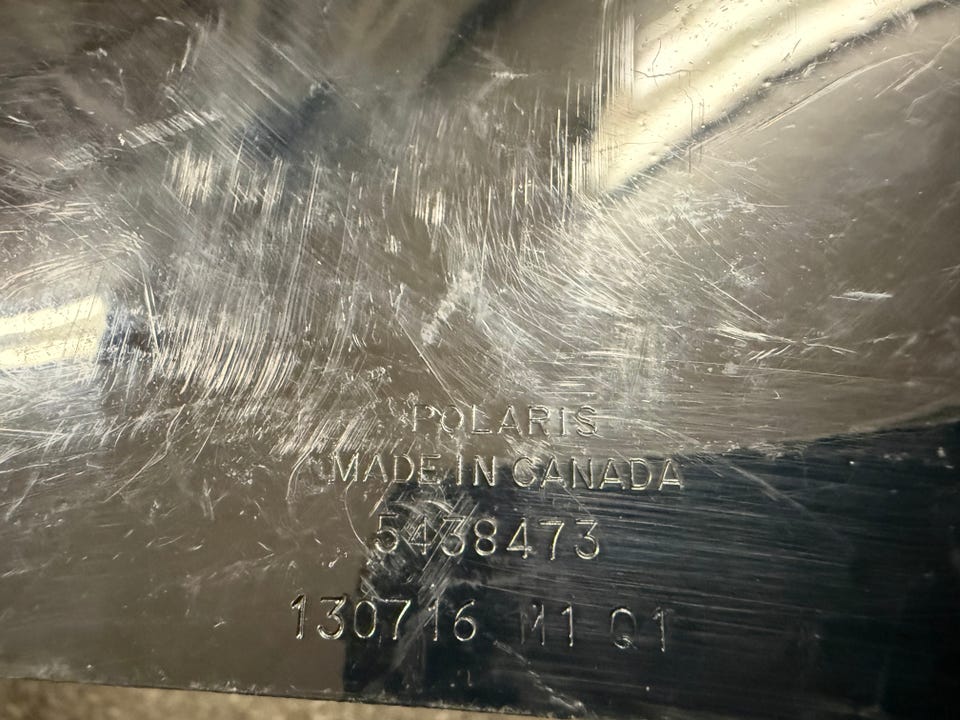 POLARIS
MADE IN CANADA
5438473
130716 M1 Q1